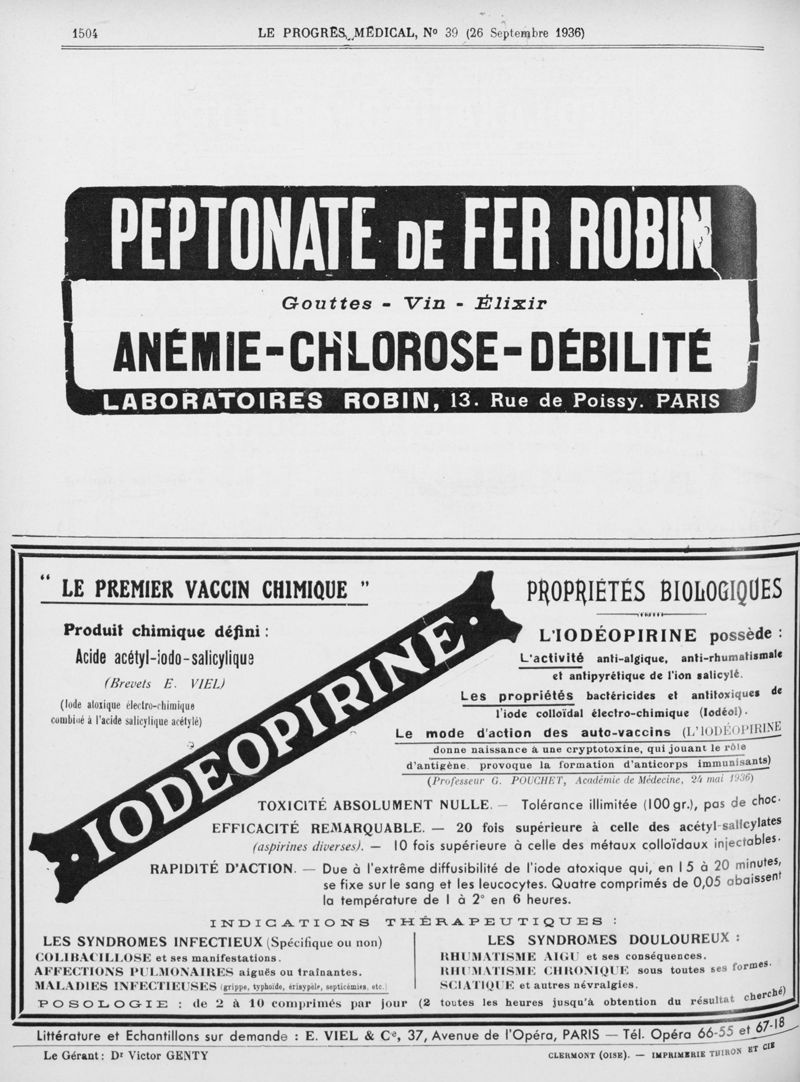 1504
LE PROGRÈS MÉDICAL, N° 39 (26 Septembre 1936)
PEPTONATE DE FER ROBIN
Gouttes - Vin - Élixir
ANÉMIE-CHLOROSE-DÉBILITÉ
LABORATOIRES ROBIN, 13. Rue de Poissy. PARIS
" LE PREMIER VACCIN CHIMIQUE "
Produit chimique défini :
Acide acétyl-iodo-salicylique
(Brevets E. VIEL)
(Iode atoxique électro-chimique
combiné à l'acide salicylique acétylé)
· IODÉOPIRINE ·
PROPRIÉTÉS BIOLOGIQUES
L'IODÉOPIRINE possède :
L'activité anti-algique, anti-rhumatismale
et antipyrétique de l'ion salicylé.
Les propriétés bactéricides et antitoxiques de
l'iode colloïdal électro-chimique (Iodéol).
Le mode d'action des auto-vaccins (L'IODÉOPIRINE
donne naissance à une cryptotoxine, qui jouant le rôle
d'antigène, provoque la formation d'anticorps immunisants)
(Professeur G. POUCHET, Académie de Médecine, 24 mai 1936)
TOXICITÉ ABSOLUMENT NULLE. — Tolérance illimitée (100 gr.), pas de choc.
EFFICACITÉ REMARQUABLE. — 20 fois supérieure à celle des acétyl-salicylates
(aspirines diverses). — 10 fois supérieure à celle des métaux colloïdaux injectables.
RAPIDITÉ D'ACTION. — Due à l'extrême diffusibilité de l'iode atoxique qui, en 15 à 20 minutes,
se fixe sur le sang et les leucocytes. Quatre comprimés de 0,05 abaissent
la température de 1 à 2° en 6 heures.
INDICATIONS THÉRAPEUTIQUES :
LES SYNDROMES INFECTIEUX (Spécifique ou non)
COLIBACILLOSE et ses manifestations.
AFFECTIONS PULMONAIRES aiguës ou traînantes.
MALADIES INFECTIEUSES (grippe, typhoïde, érisypèle, septicémies, etc.)
LES SYNDROMES DOULOUREUX :
RHUMATISME AIGU et ses conséquences.
RHUMATISME CHRONIQUE sous toutes ses formes.
SCIATIQUE et autres névralgies.
POSOLOGIE : de 2 à 10 comprimés par jour (2 toutes les heures jusqu'à obtention du résultat cherché)
Littérature et Echantillons sur demande : E. VIEL & Cie, 37, Avenue de l'Opéra, PARIS — Tél. Opéra 66-55 et 67-18
Le Gérant : Dr Victor GENTY
CLERMONT (OISE). — IMPRIMERIE THIRON ET Cie